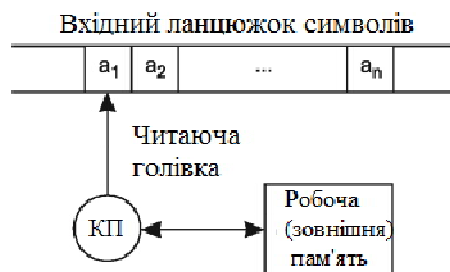 Вхідний ланцюжок символів
a1 a2 ... an
Читаюча
голівка
КП
Робоча
(зовнішня)
пам'ять